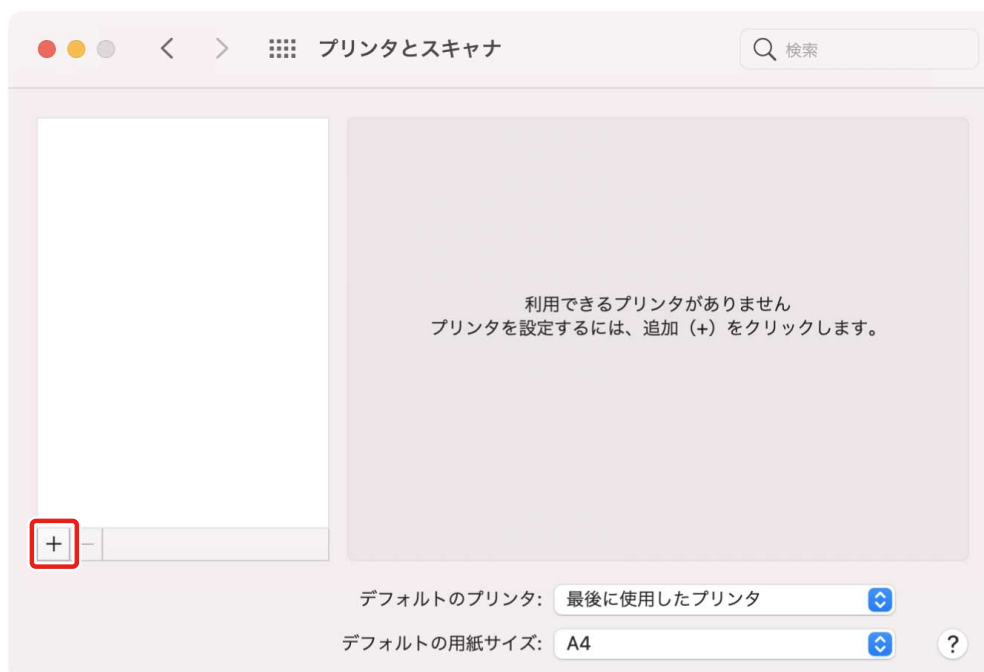 プリンタとスキャナ
検索
利用できるプリンタがありません
プリンタを設定するには、追加（+）をクリックします。
+ −
デフォルトのプリンタ: 最後に使用したプリンタ
デフォルトの用紙サイズ: A4
?